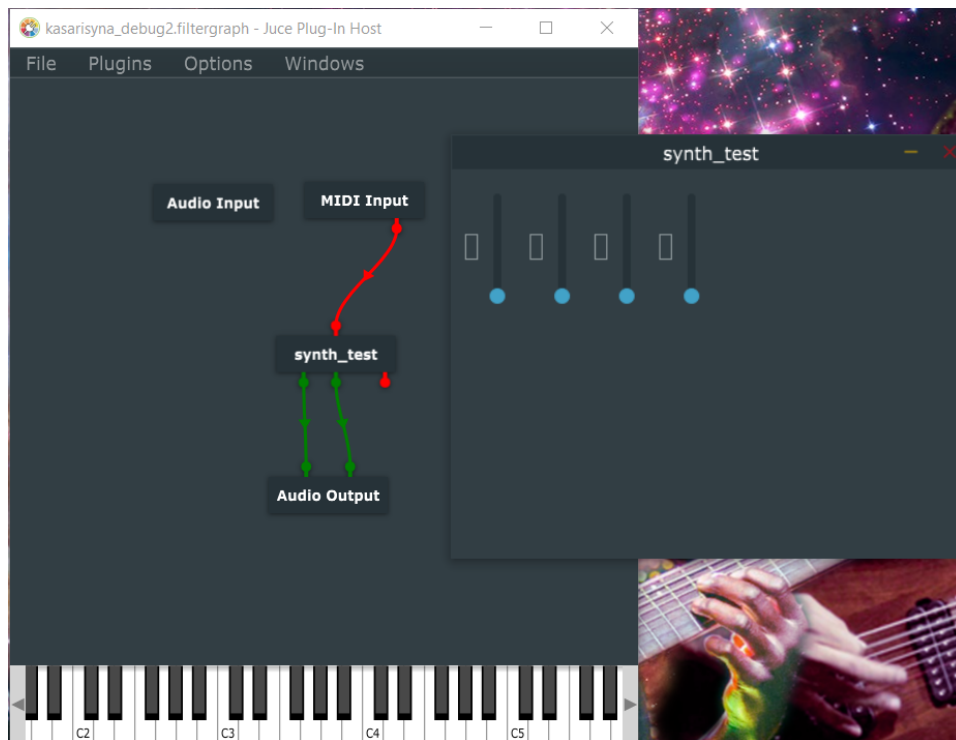 kasarisyna_debug2.filtergraph - Juce Plug-In Host
File Plugins Options Windows
synth_test
Audio Input
MIDI Input
synth_test
Audio Output
C2 C3 C4 C5